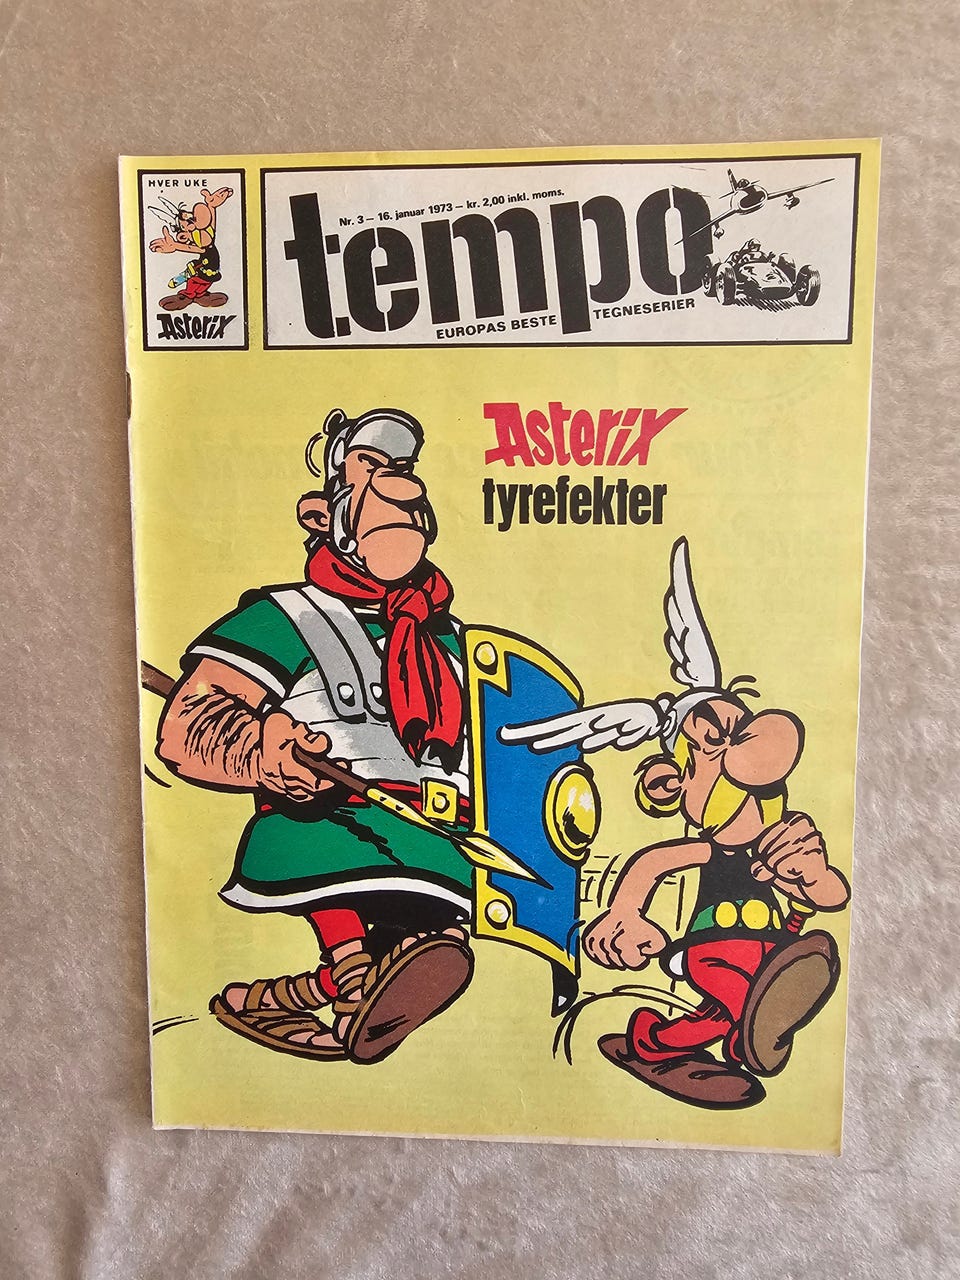 HVER UKE
Asterix
Nr. 3 – 16. januar 1973 – kr. 2,00 inkl. moms.
tempo
EUROPAS BESTE TEGNESERIER
Asterix
tyrefekter